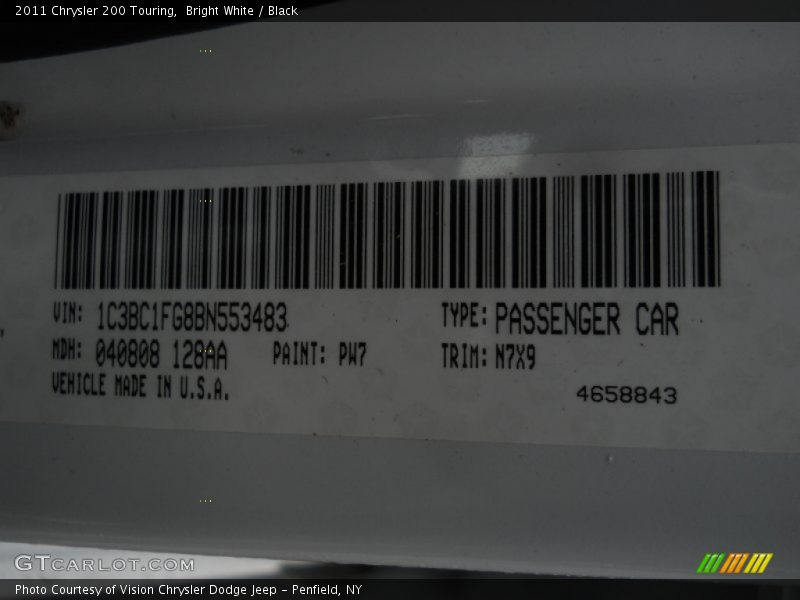 2011 Chrysler 200 Touring,  Bright White / Black
VIN: 1C3BC1FG8BN553483 TYPE: PASSENGER CAR
MDH: 040808 128AA PAINT: PW7 TRIM: N7X9
VEHICLE MADE IN U.S.A. 4658843
GTCARLOT.COM
Photo Courtesy of Vision Chrysler Dodge Jeep – Penfield, NY